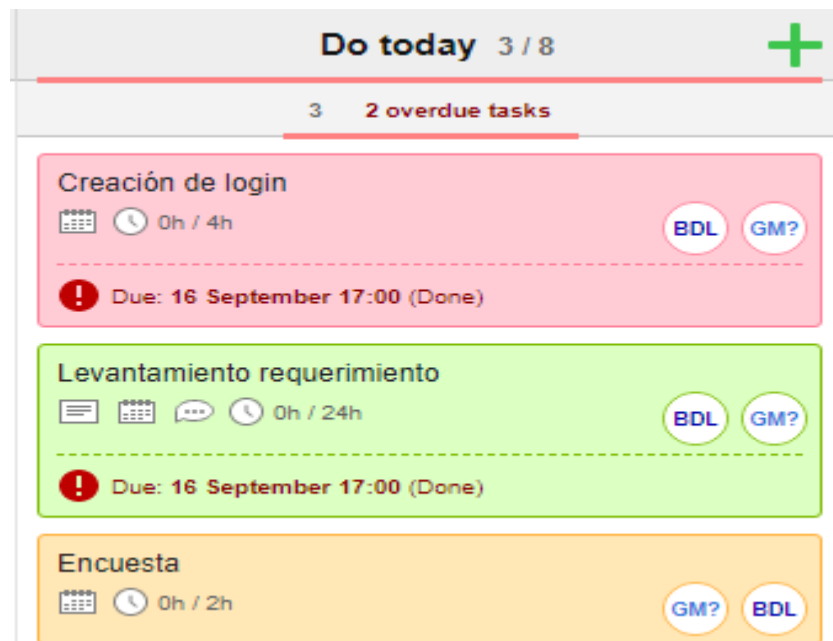 Do today 3 / 8
3 2 overdue tasks
Creación de login
0h / 4h
BDL GM?
Due: 16 September 17:00 (Done)
Levantamiento requerimiento
0h / 24h
BDL GM?
Due: 16 September 17:00 (Done)
Encuesta
0h / 2h
GM? BDL